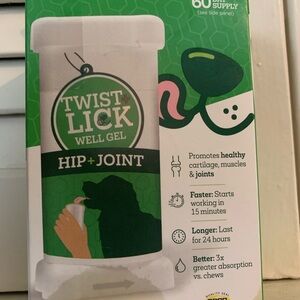 60 DAY
SUPPLY
(see side panel)
TWIST
LICK
WELL GEL
HIP + JOINT
Promotes healthy
cartilage, muscles
& joints
Faster: Starts
working in
15 minutes
Longer: Last
for 24 hours
Better: 3x
greater absorption
vs. chews